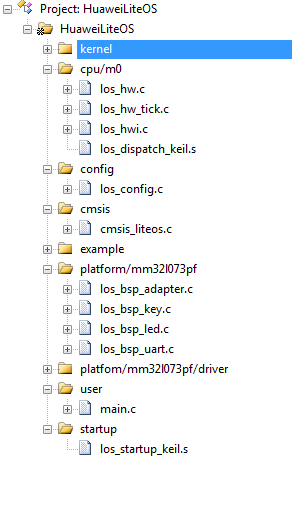 Project: HuaweiLiteOS
HuaweiLiteOS
kernel
cpu/m0
los_hw.c
los_hw_tick.c
los_hwi.c
los_dispatch_keil.s
config
los_config.c
cmsis
cmsis_liteos.c
example
platform/mm32l073pf
los_bsp_adapter.c
los_bsp_key.c
los_bsp_led.c
los_bsp_uart.c
platfom/mm32l073pf/driver
user
main.c
startup
los_startup_keil.s